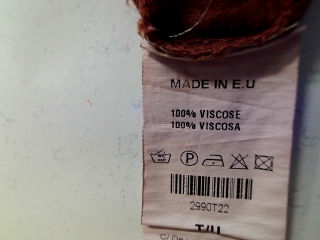 MADE IN E.U
100% VISCOSE
100% VISCOSA
P
2990T22
T/U